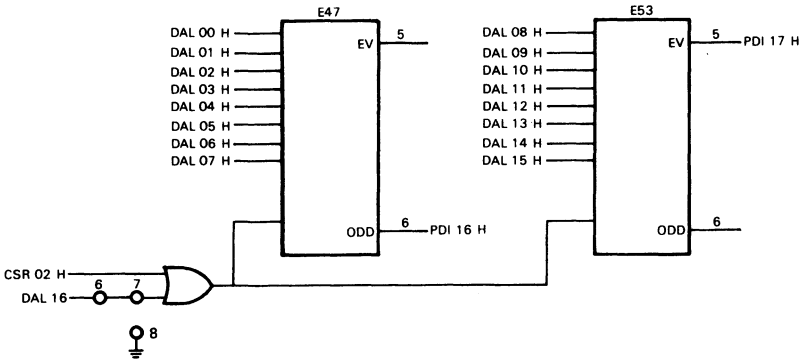 E47
DAL 00 H
DAL 01 H
DAL 02 H
DAL 03 H
DAL 04 H
DAL 05 H
DAL 06 H
DAL 07 H
EV
5
ODD
6
PDI 16 H
E53
DAL 08 H
DAL 09 H
DAL 10 H
DAL 11 H
DAL 12 H
DAL 13 H
DAL 14 H
DAL 15 H
EV
5
PDI 17 H
ODD
6
CSR 02 H
DAL 16
6
7
8